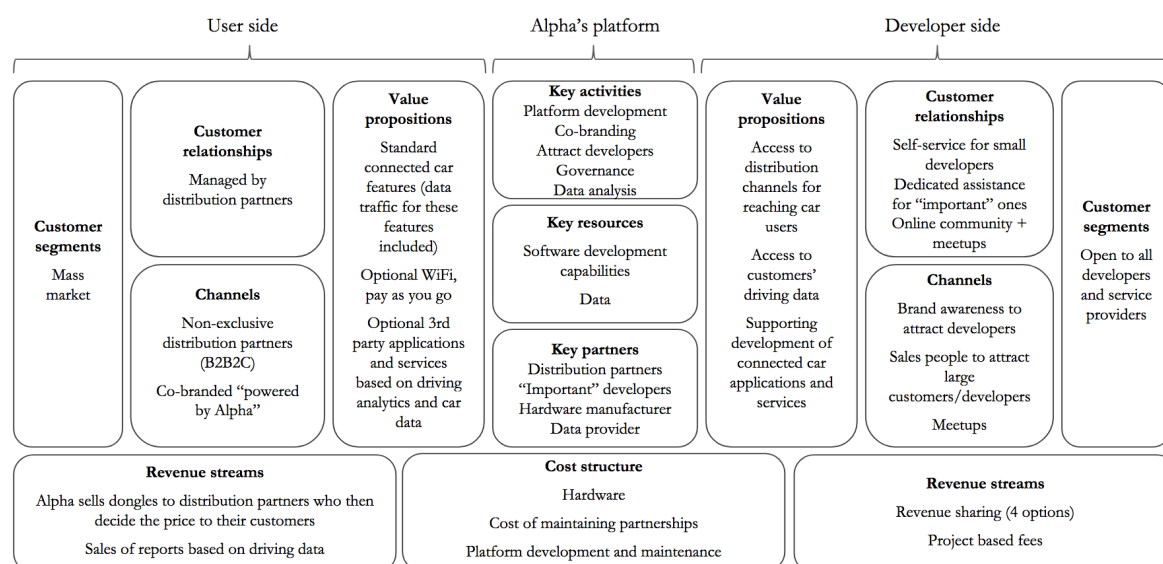 User side
Alpha's platform
Developer side
Customer
segments
Mass
market
Customer
relationships
Managed by
distribution partners
Channels
Non-exclusive
distribution partners
(B2B2C)
Co-branded “powered
by Alpha”
Value
propositions
Standard
connected car
features (data
traffic for these
features
included)
Optional WiFi,
pay as you go
Optional 3rd
party applications
and services
based on driving
analytics and car
data
Key activities
Platform development
Co-branding
Attract developers
Governance
Data analysis
Key resources
Software development
capabilities
Data
Key partners
Distribution partners
“Important” developers
Hardware manufacturer
Data provider
Value
propositions
Access to
distribution
channels for
reaching car
users
Access to
customers’
driving data
Supporting
development of
connected car
applications and
services
Customer
relationships
Self-service for small
developers
Dedicated assistance
for “important” ones
Online community +
meetups
Channels
Brand awareness to
attract developers
Sales people to attract
large
customers/developers
Meetups
Customer
segments
Open to all
developers
and service
providers
Revenue streams
Alpha sells dongles to distribution partners who then
decide the price to their customers
Sales of reports based on driving data
Cost structure
Hardware
Cost of maintaining partnerships
Platform development and maintenance
Revenue streams
Revenue sharing (4 options)
Project based fees